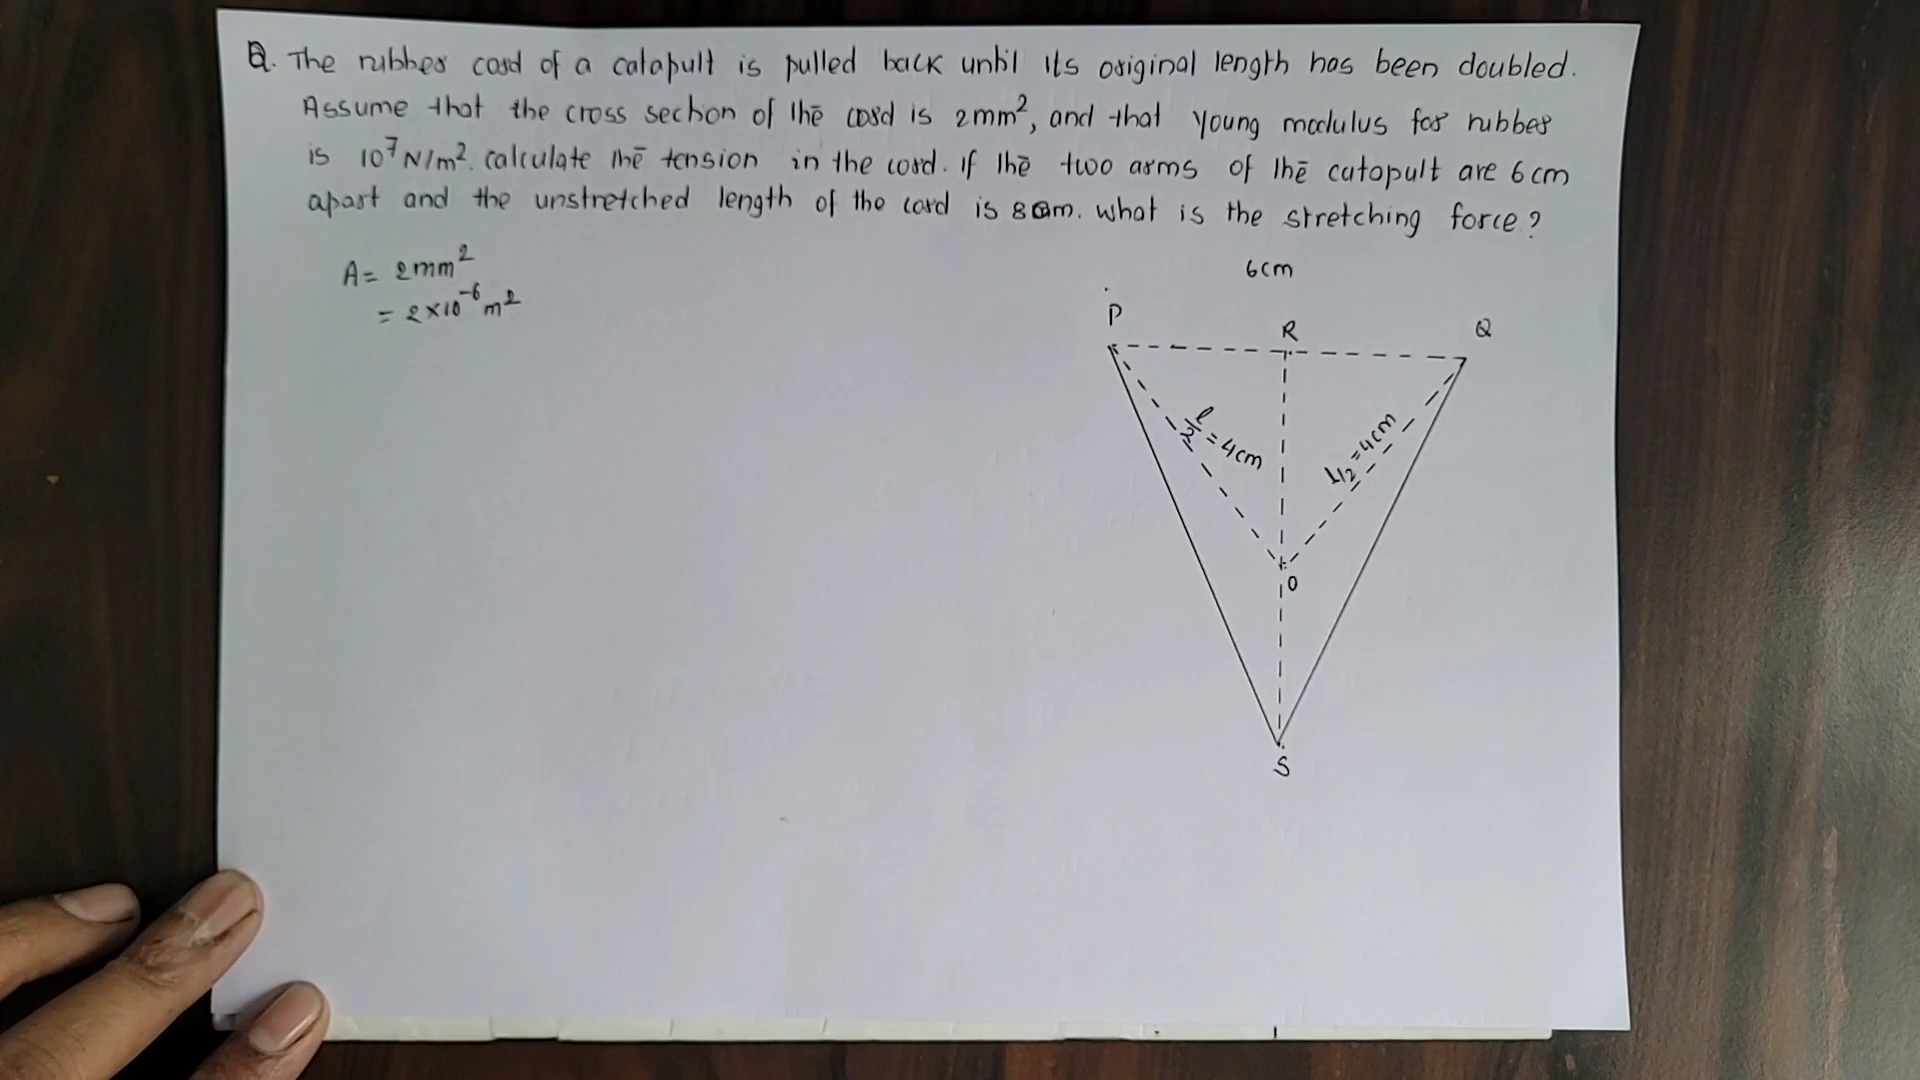 Q. The rubber cord of a catapult is pulled back until its original length has been doubled.
Assume that the cross section of the cord is 2mm², and that young modulus for rubber
is 10⁷ N/m². calculate the tension in the cord. If the two arms of the catapult are 6cm
apart and the unstretched length of the cord is 8cm. What is the stretching force?
A = 2mm²
= 2×10⁻⁶ m²
6cm
P R Q
l/2 = 4cm
L/2 = 4cm
O
S